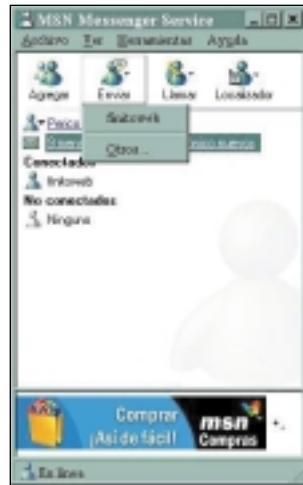 MSN Messenger Service
Archivo Ver Herramientas Ayuda
Agregar Enviar Llamar Localizador
Otros...
Conectados
No conectados
Ninguno
Comprar
¡Así de fácil!
msn
Compras
En línea